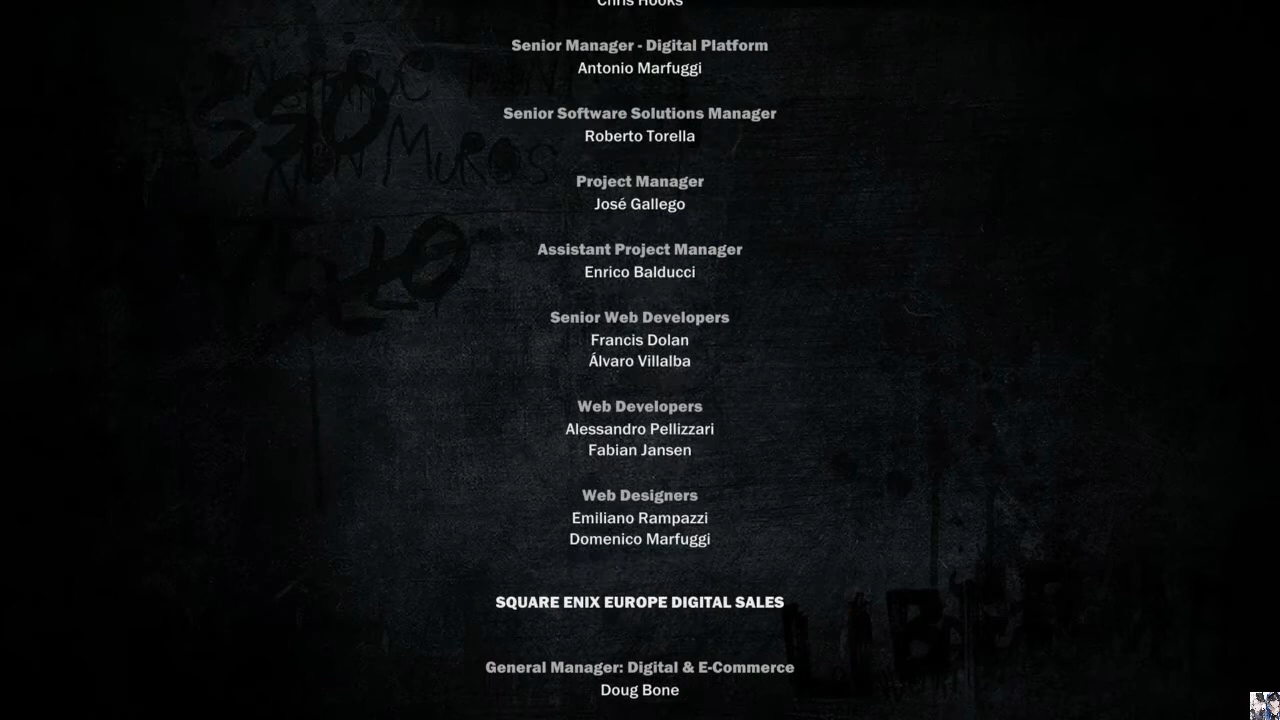 Chris Hooks
Senior Manager - Digital Platform
Antonio Marfuggi
Senior Software Solutions Manager
Roberto Torella
Project Manager
José Gallego
Assistant Project Manager
Enrico Balducci
Senior Web Developers
Francis Dolan
Álvaro Villalba
Web Developers
Alessandro Pellizzari
Fabian Jansen
Web Designers
Emiliano Rampazzi
Domenico Marfuggi
SQUARE ENIX EUROPE DIGITAL SALES
General Manager: Digital & E-Commerce
Doug Bone